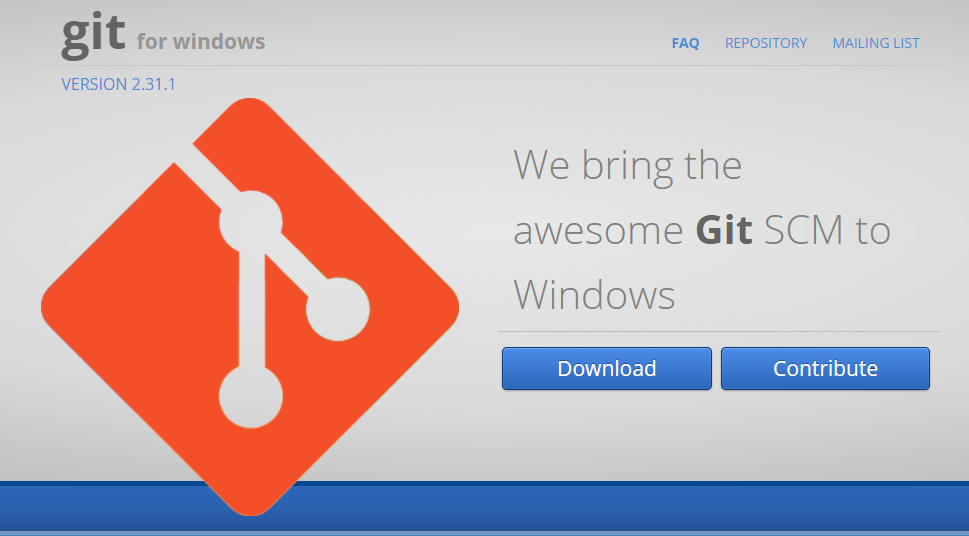 git for windows
FAQ REPOSITORY MAILING LIST
VERSION 2.31.1
We bring the
awesome Git SCM to
Windows
Download Contribute